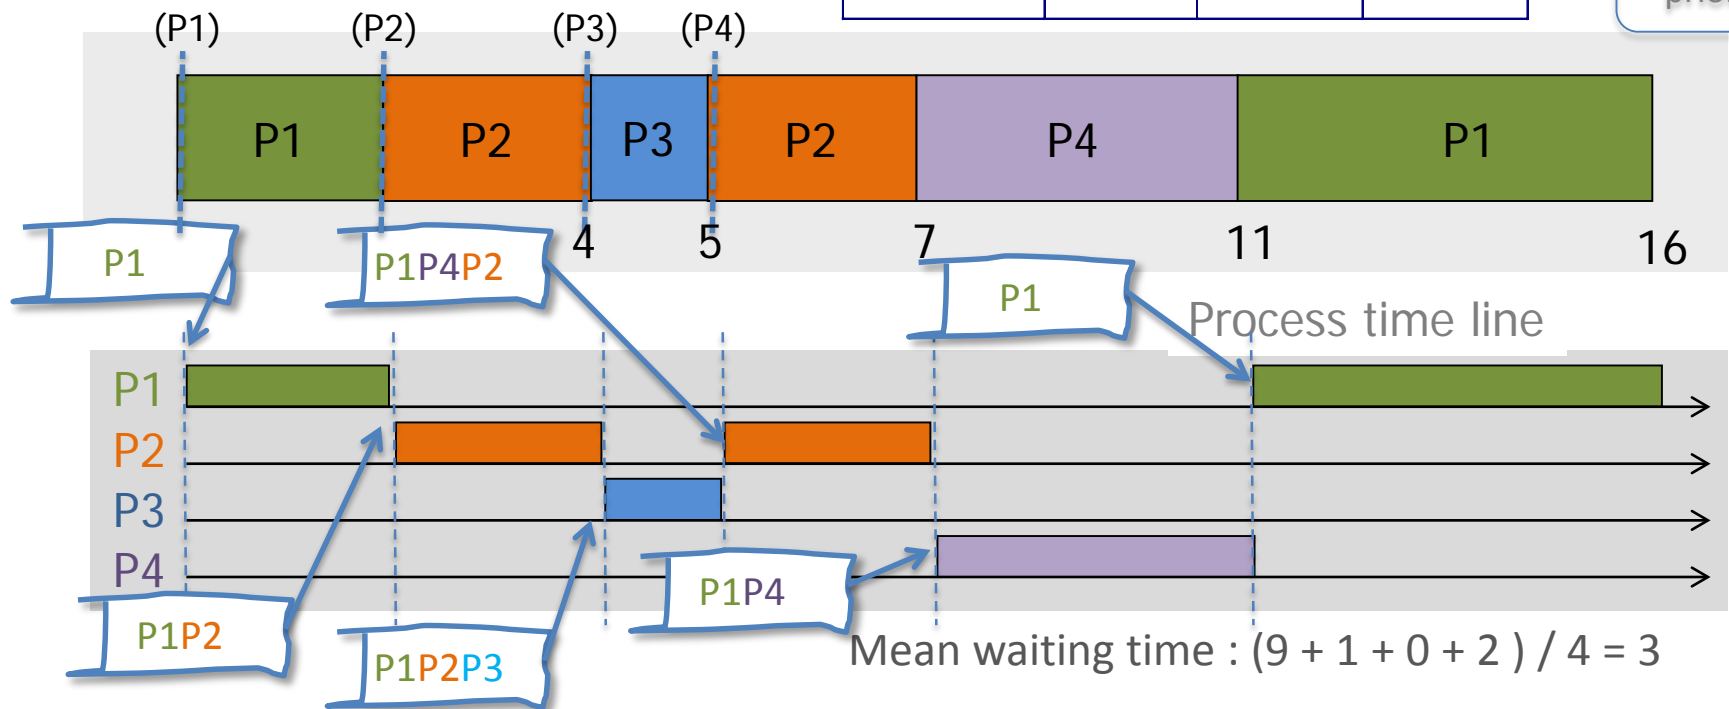 (P1) (P2) (P3) (P4)
P1 P2 P3 P2 P4 P1
4 5 7 11 16
P1
P1P4P2
P1
Process time line
P1
P2
P3
P4
P1P4
P1P2
P1P2P3
Mean waiting time : (9 + 1 + 0 + 2 ) / 4 = 3